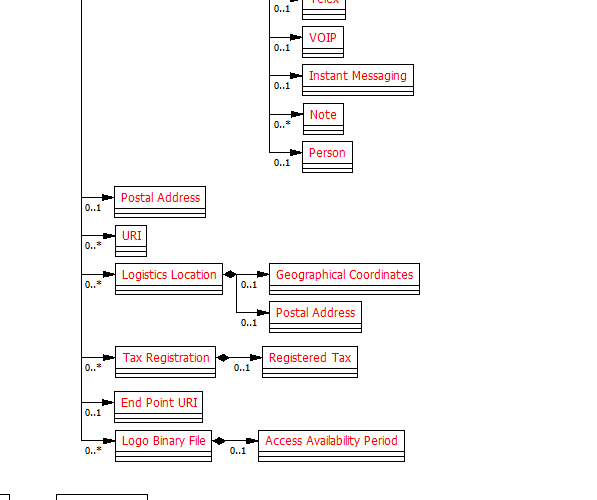 Telex
0..1
VOIP
0..1
Instant Messaging
0..1
Note
0..*
Person
0..1
Postal Address
0..1
URI
0..*
Logistics Location
0..*
Geographical Coordinates
0..1
Postal Address
0..1
Tax Registration
0..*
Registered Tax
0..1
End Point URI
0..1
Logo Binary File
0..*
Access Availability Period
0..1